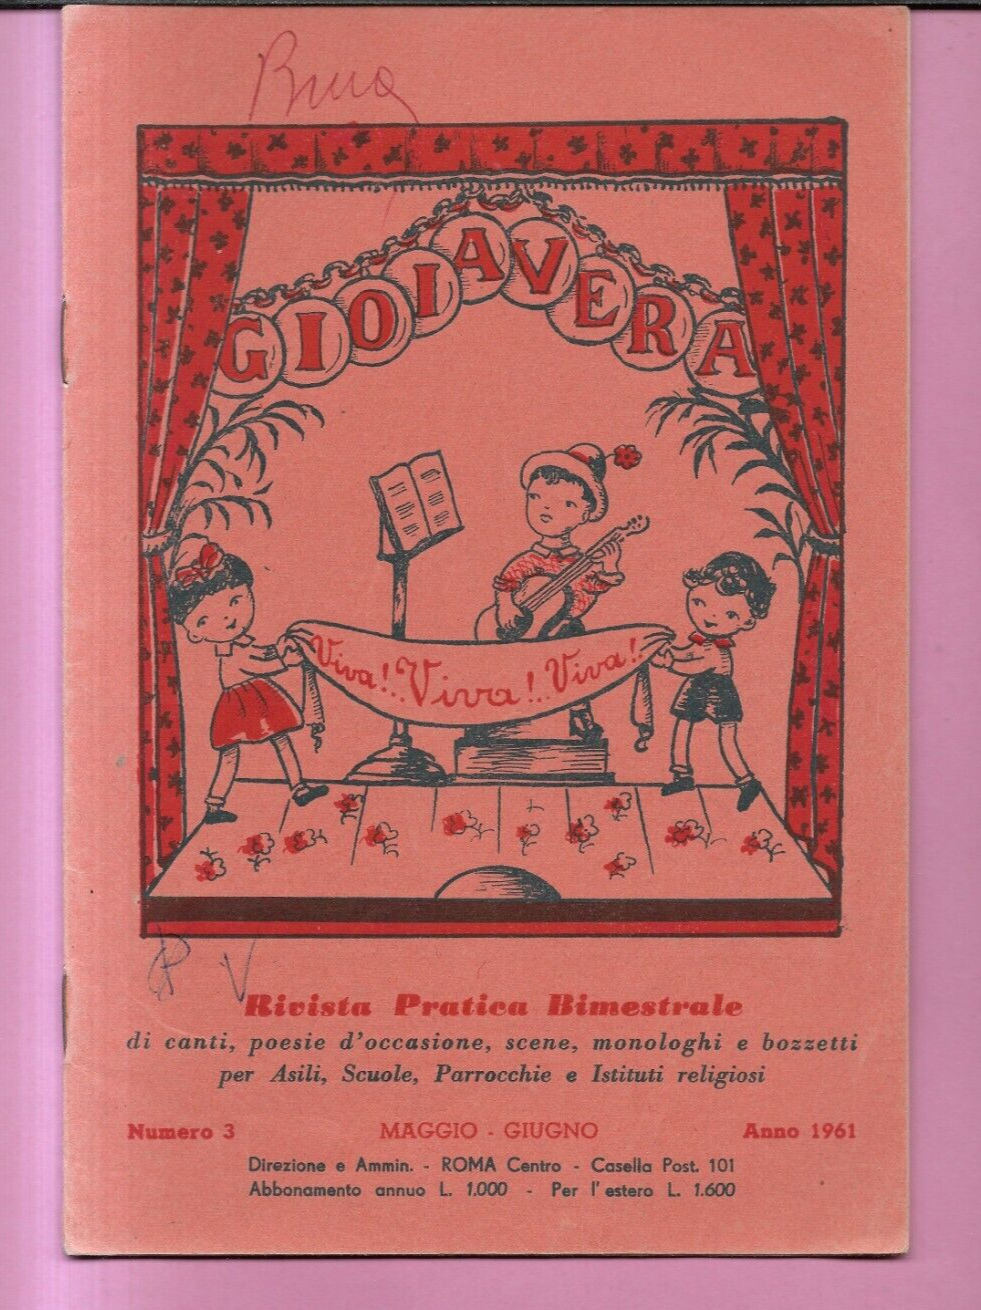 GIOIA VERA
Viva!.. Viva!.. Viva!..
Rivista Pratica Bimestrale
di canti, poesie d'occasione, scene, monologhi e bozzetti
per Asili, Scuole, Parrocchie e Istituti religiosi
Numero 3 MAGGIO - GIUGNO Anno 1961
Direzione e Ammin. - ROMA Centro - Casella Post. 101
Abbonamento annuo L. 1.000 - Per l'estero L. 1.600